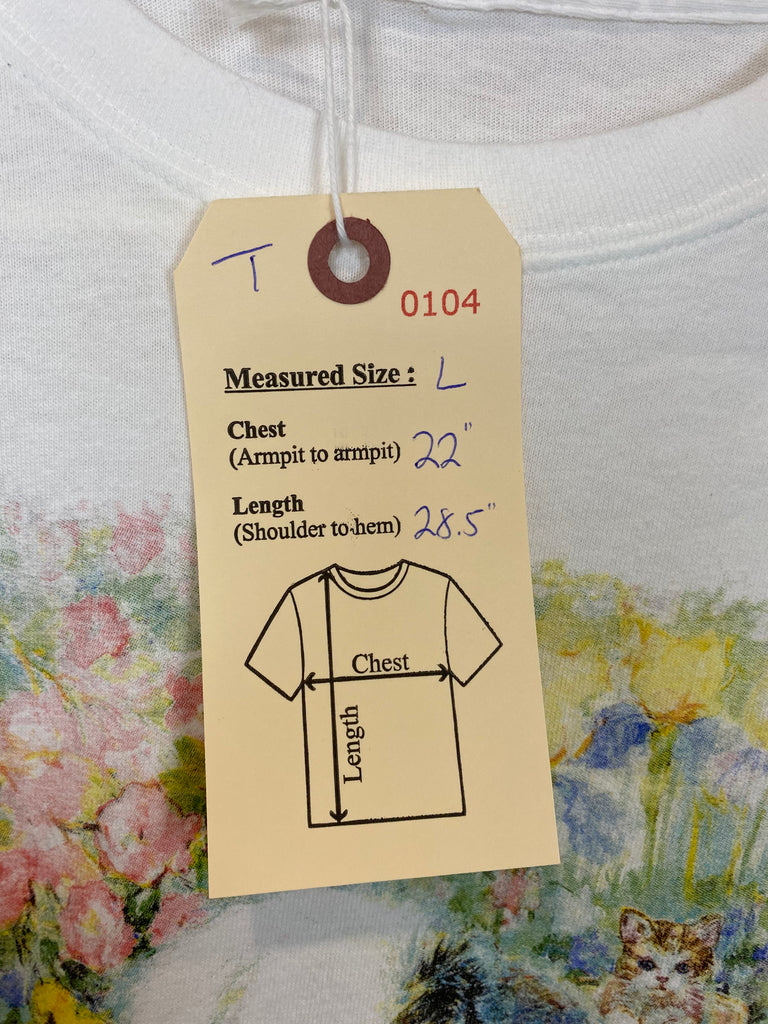 T
0104
Measured Size : L
Chest
(Armpit to armpit) 22"
Length
(Shoulder to hem) 28.5"
Chest
Length